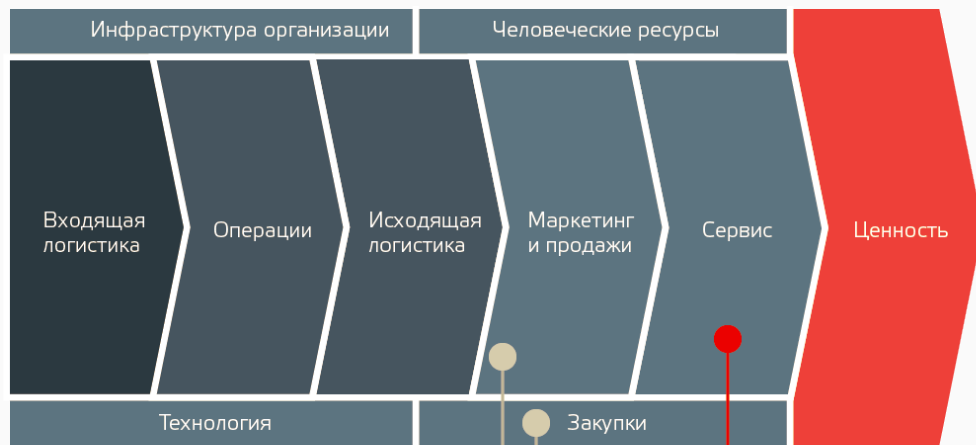 Инфраструктура организации
Человеческие ресурсы
Входящая
логистика
Операции
Исходящая
логистика
Маркетинг
и продажи
Сервис
Ценность
Технология
Закупки